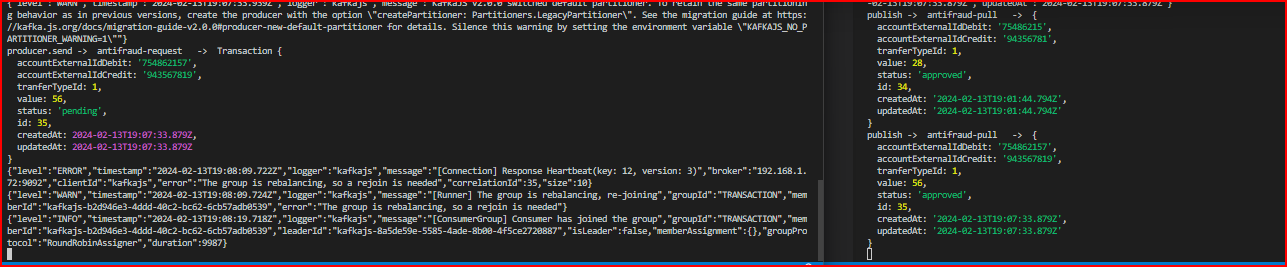 {"level":"WARN","timestamp":"2024-02-13T19:07:33.959Z","logger":"kafkajs","message":"KafkaJS v2.0.0 switched default partitioner. To retain the same partitionin
g behavior as in previous versions, create the producer with the option \"createPartitioner: Partitioners.LegacyPartitioner\". See the migration guide at https:
//kafka.js.org/docs/migration-guide-v2.0.0#producer-new-default-partitioner for details. Silence this warning by setting the environment variable \"KAFKAJS_NO_P
ARTITIONER_WARNING=1\""}
producer.send -> antifraud-request -> Transaction {
accountExternalIdDebit: '754862157',
accountExternalIdCredit: '943567819',
tranferTypeId: 1,
value: 56,
status: 'pending',
id: 35,
createdAt: 2024-02-13T19:07:33.879Z,
updatedAt: 2024-02-13T19:07:33.879Z
}
{"level":"ERROR","timestamp":"2024-02-13T19:08:09.722Z","logger":"kafkajs","message":"[Connection] Response Heartbeat(key: 12, version: 3)","broker":"192.168.1.
72:9092","clientId":"kafkajs","error":"The group is rebalancing, so a rejoin is needed","correlationId":35,"size":10}
{"level":"WARN","timestamp":"2024-02-13T19:08:09.724Z","logger":"kafkajs","message":"[Runner] The group is rebalancing, re-joining","groupId":"TRANSACTION","mem
berId":"kafkajs-b2d946e3-4ddd-40c2-bc62-6cb57adb0539","error":"The group is rebalancing, so a rejoin is needed"}
{"level":"INFO","timestamp":"2024-02-13T19:08:19.718Z","logger":"kafkajs","message":"[ConsumerGroup] Consumer has joined the group","groupId":"TRANSACTION","mem
berId":"kafkajs-b2d946e3-4ddd-40c2-bc62-6cb57adb0539","leaderId":"kafkajs-8a5de59e-5585-4ade-8b00-4f5ce2720887","isLeader":false,"memberAssignment":{},"groupPro
tocol":"RoundRobinAssigner","duration":9987}
-02-13T19:07:33.879Z","updatedAt":"2024-02-13T19:07:33.879Z"}
publish -> antifraud-pull -> {
accountExternalIdDebit: '75486215',
accountExternalIdCredit: '94356781',
tranferTypeId: 1,
value: 28,
status: 'approved',
id: 34,
createdAt: '2024-02-13T19:01:44.794Z',
updatedAt: '2024-02-13T19:01:44.794Z'
}
publish -> antifraud-pull -> {
accountExternalIdDebit: '754862157',
accountExternalIdCredit: '943567819',
tranferTypeId: 1,
value: 56,
status: 'approved',
id: 35,
createdAt: '2024-02-13T19:07:33.879Z',
updatedAt: '2024-02-13T19:07:33.879Z'
}